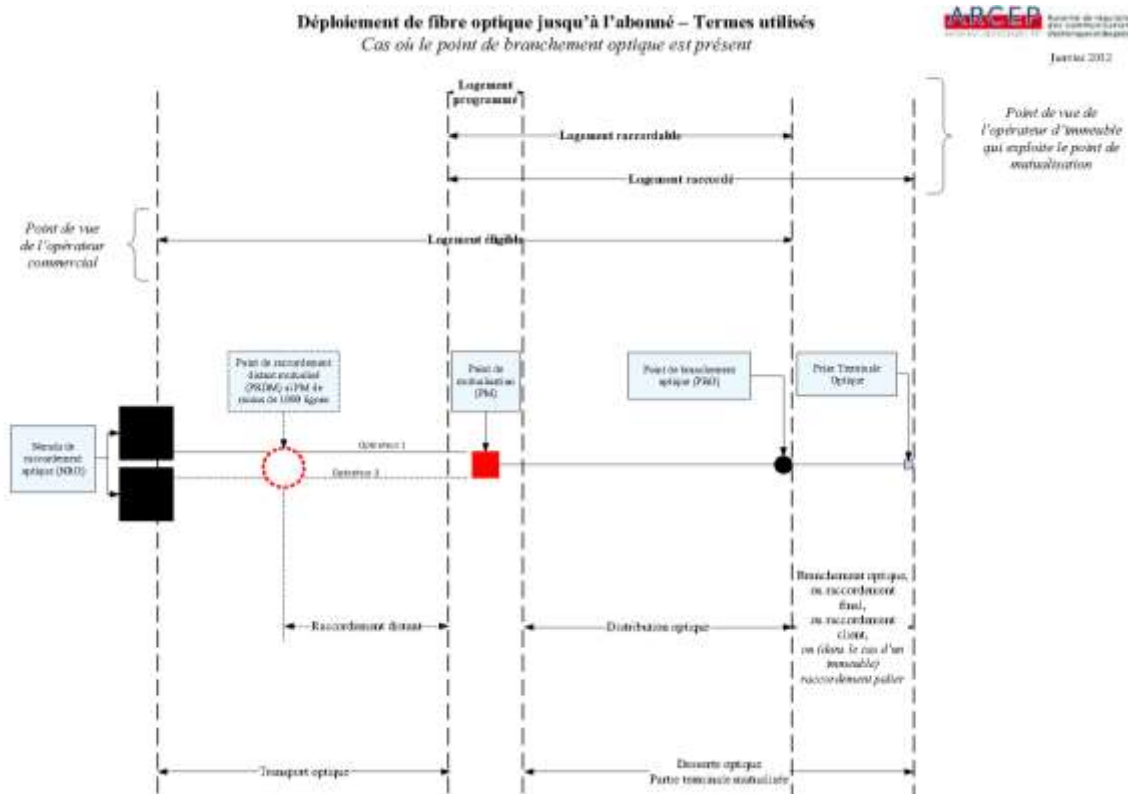 Déploiement de fibre optique jusqu'à l'abonné – Termes utilisés
Cas où le point de branchement optique est présent
ARCEP
Janvier 2012
Logement
programmé
Logement raccordable
Logement raccordé
Point de vue de
l'opérateur d'immeuble
qui exploite le point de
mutualisation
Point de vue
de l'opérateur
commercial
Logement éligible
Point de raccordement
distant mutualisé
(PRDM) si PM de
moins de 1000 lignes
Point de
mutualisation
(PM)
Point de branchement
optique (PBO)
Prise Terminale
Optique
Nœuds de
raccordement
optique (NRO)
Opérateur 1
Opérateur 2
Raccordement distant
Distribution optique
Branchement optique,
ou raccordement
final,
ou raccordement
client,
ou (dans le cas d'un
immeuble)
raccordement palier
Transport optique
Desserte optique
Partie terminale mutualisée